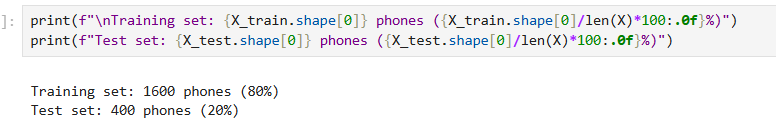 ]:
print(f"\nTraining set: {X_train.shape[0]} phones ({X_train.shape[0]/len(X)*100:.0f}%)")
print(f"Test set: {X_test.shape[0]} phones ({X_test.shape[0]/len(X)*100:.0f}%)")
Training set: 1600 phones (80%)
Test set: 400 phones (20%)